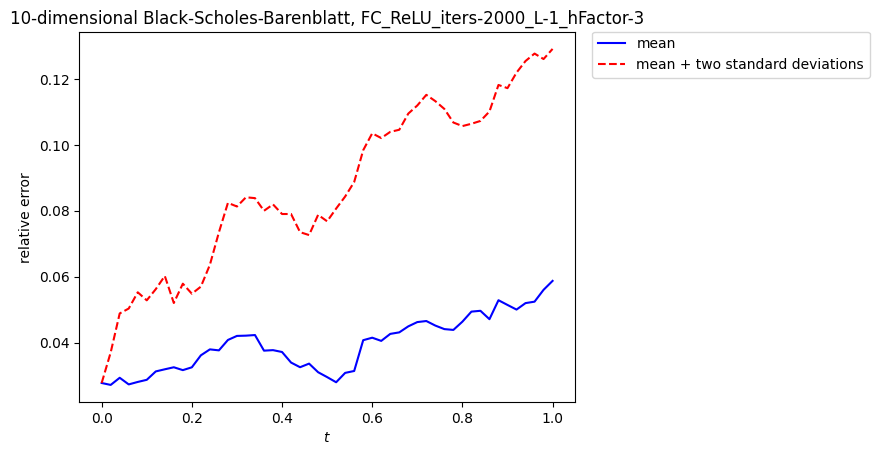 10-dimensional Black-Scholes-Barenblatt, FC_ReLU_iters-2000_L-1_hFactor-3
mean
mean + two standard deviations
relative error
0.12
0.10
0.08
0.06
0.04
0.0
0.2
0.4
0.6
0.8
1.0
t